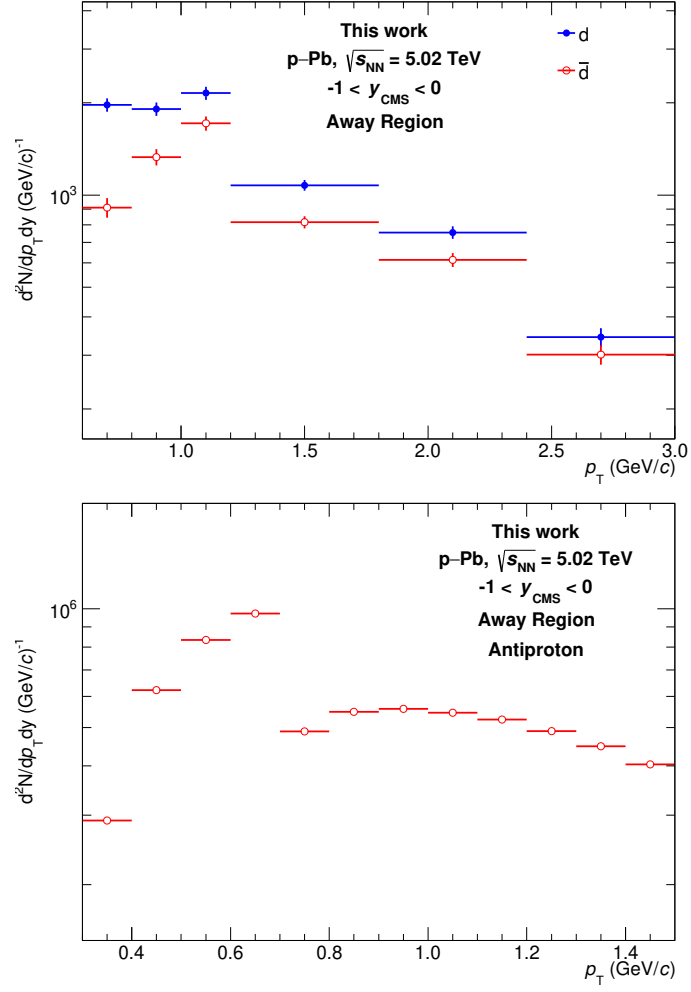 This work
p–Pb, √sNN = 5.02 TeV
-1 < yCMS < 0
Away Region
d
d̅
d²N/dpTdy (GeV/c)⁻¹
10³
1.0 1.5 2.0 2.5 3.0
pT (GeV/c)
This work
p–Pb, √sNN = 5.02 TeV
-1 < yCMS < 0
Away Region
Antiproton
d²N/dpTdy (GeV/c)⁻¹
10⁶
0.4 0.6 0.8 1.0 1.2 1.4
pT (GeV/c)